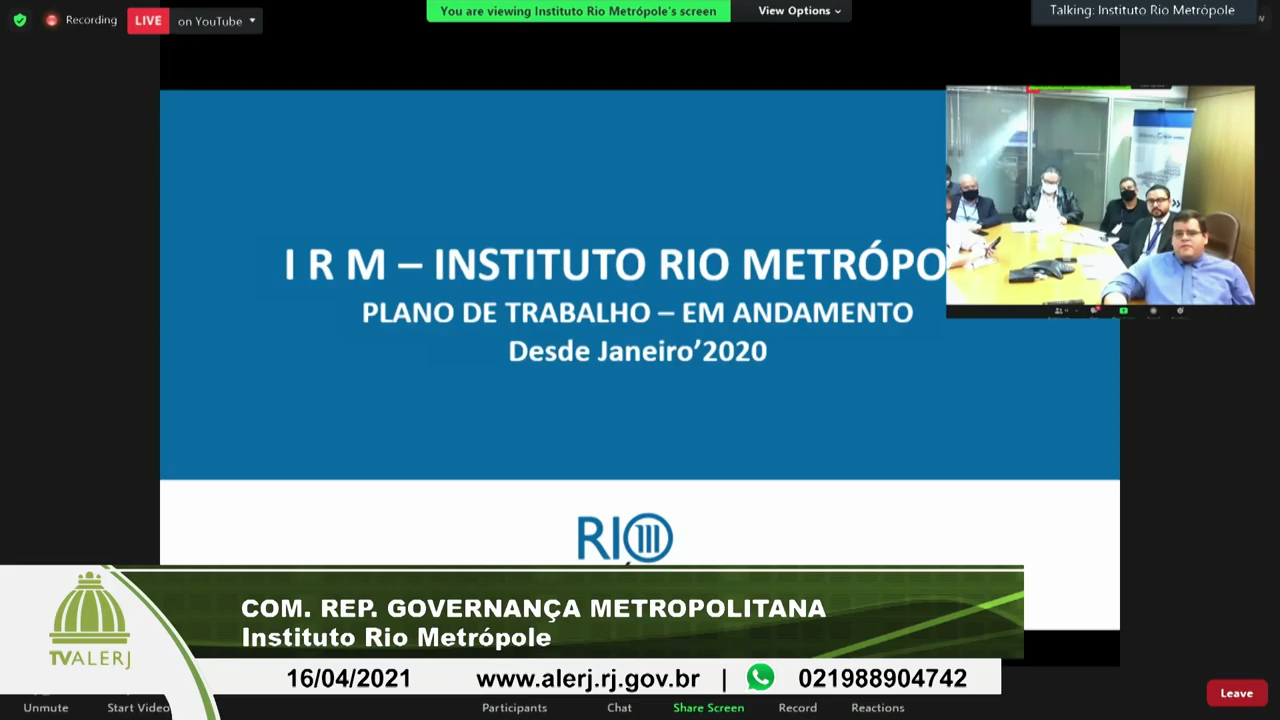 Recording
LIVE
on YouTube
You are viewing Instituto Rio Metrópole's screen
View Options
Talking: Instituto Rio Metrópole
I R M – INSTITUTO RIO METRÓPO
PLANO DE TRABALHO – EM ANDAMENTO
Desde Janeiro'2020
RIO
COM. REP. GOVERNANÇA METROPOLITANA
Instituto Rio Metrópole
TVALERJ
16/04/2021 www.alerj.rj.gov.br | 021988904742
Leave
Unmute Start Video Participants Chat Share Screen Record Reactions